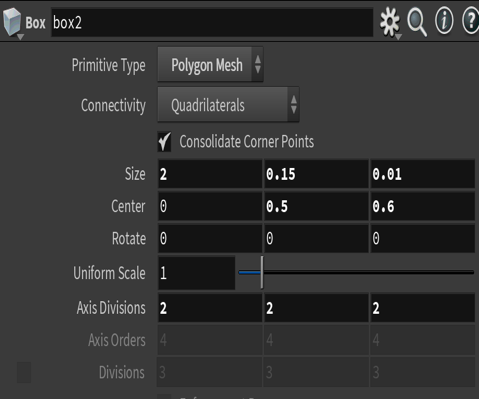 Box box2
Primitive Type Polygon Mesh
Connectivity Quadrilaterals
Consolidate Corner Points
Size 2 0.15 0.01
Center 0 0.5 0.6
Rotate 0 0 0
Uniform Scale 1
Axis Divisions 2 2 2
Axis Orders 4 4 4
Divisions 3 3 3